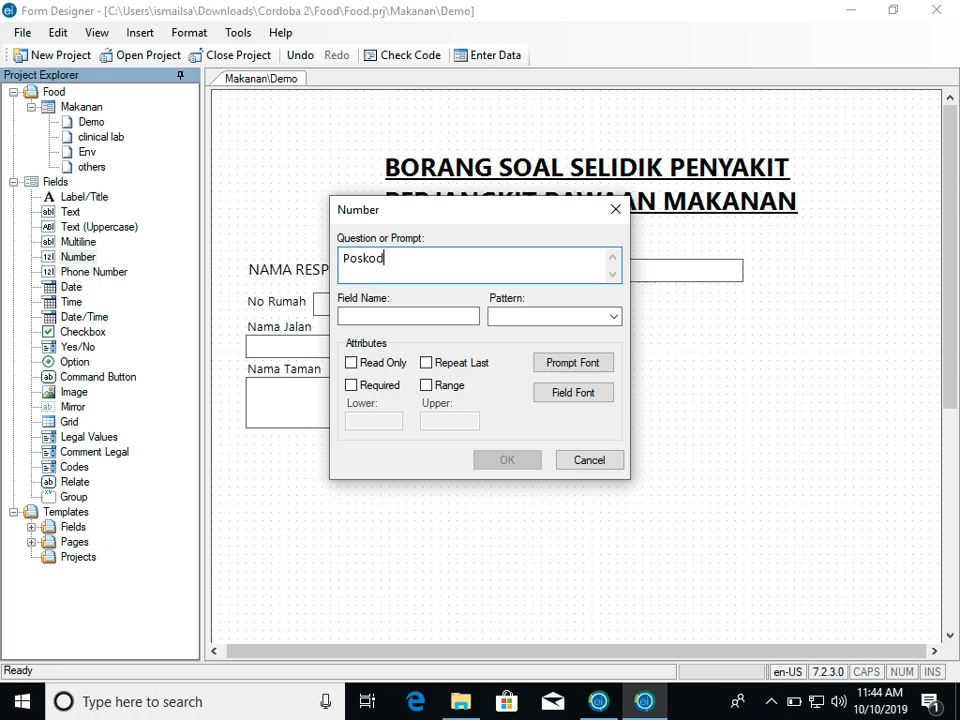 Form Designer - [C:\Users\ismailsa\Downloads\Cordoba 2\Food\Food.prj\Makanan\Demo]
File Edit View Insert Format Tools Help
New Project Open Project Close Project Undo Redo Check Code Enter Data
Project Explorer
Makanan\Demo
Food
Makanan
Demo
clinical lab
Env
others
Fields
Label/Title
Text
Text (Uppercase)
Multiline
Number
Phone Number
Date
Time
Date/Time
Checkbox
Yes/No
Option
Command Button
Image
Mirror
Grid
Legal Values
Comment Legal
Codes
Relate
Group
Templates
Fields
Pages
Projects
BORANG SOAL SELIDIK PENYAKIT
BERJANGKIT BAWAAN MAKANAN
NAMA RESP
No Rumah
Nama Jalan
Nama Taman
Number
Question or Prompt:
Poskod
Field Name: Pattern:
Attributes
Read Only Repeat Last Prompt Font
Required Range Field Font
Lower: Upper:
OK Cancel
Ready en-US 7.2.3.0 CAPS NUM INS
Type here to search
11:44 AM
10/10/2019
1